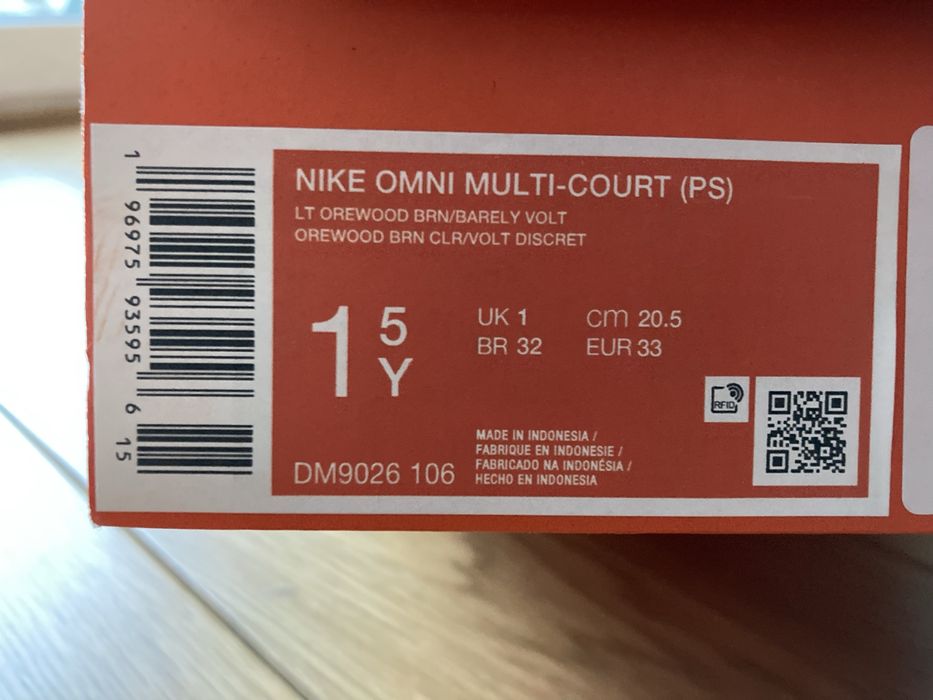 NIKE OMNI MULTI-COURT (PS)
LT OREWOOD BRN/BARELY VOLT
OREWOOD BRN CLR/VOLT DISCRET
1 5 Y
UK 1 cm 20.5
BR 32 EUR 33
RFID
MADE IN INDONESIA /
FABRIQUE EN INDONESIE /
FABRICADO NA INDONÉSIA /
HECHO EN INDONESIA
DM9026 106
1 96975 93595 6 15